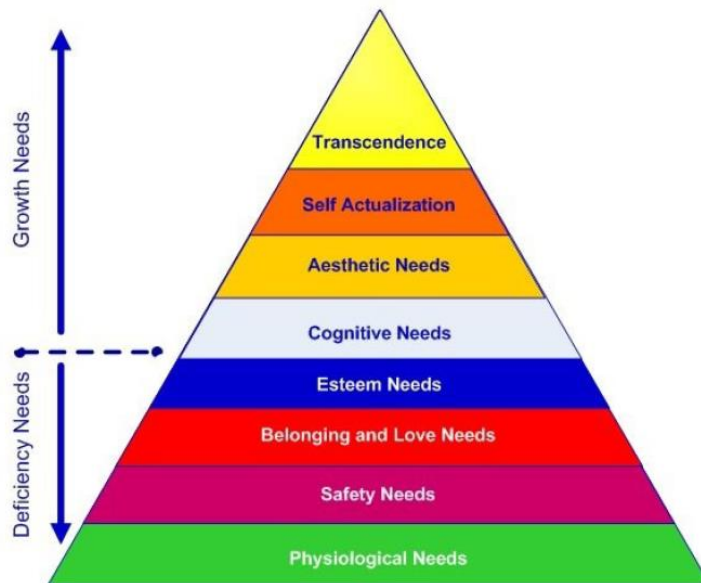 Growth Needs
Deficiency Needs
Transcendence
Self Actualization
Aesthetic Needs
Cognitive Needs
Esteem Needs
Belonging and Love Needs
Safety Needs
Physiological Needs